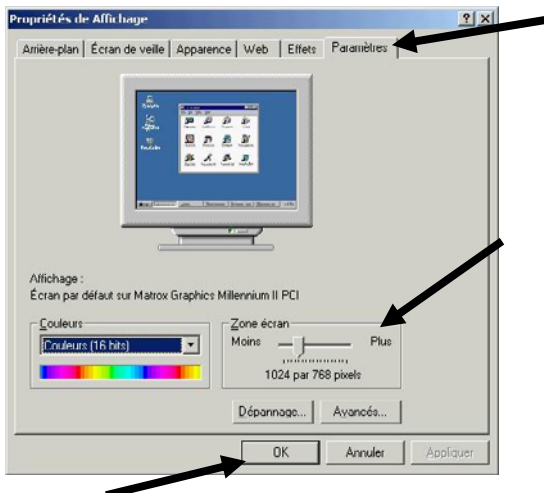 Propriétés de Affichage
Arrière-plan Écran de veille Apparence Web Effets Paramètres
Affichage :
Écran par défaut sur Matrox Graphics Millennium II PCI
Couleurs
Couleurs (16 bits)
Zone écran
Moins Plus
1024 par 768 pixels
Dépannage... Avancés...
OK Annuler Appliquer